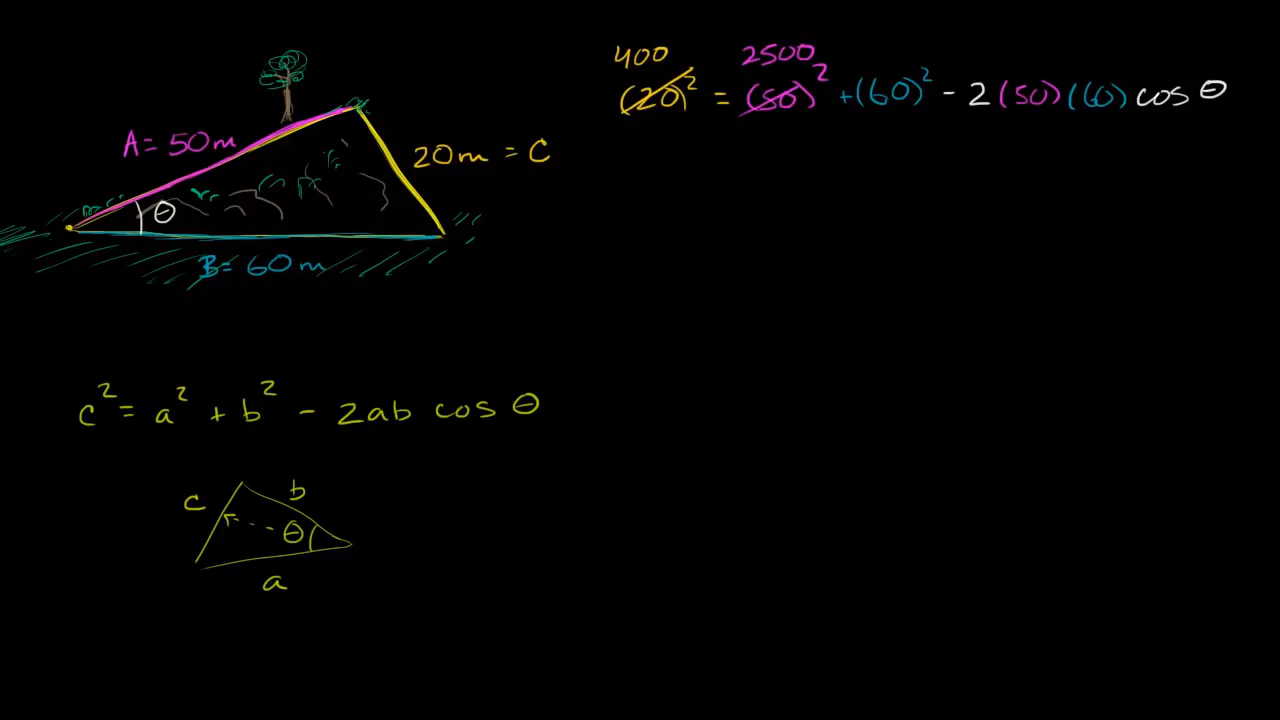 400 2500
(20)² = (50)² + (60)² - 2 (50) (60) cos θ
A = 50m
20m = C
θ
B = 60m
c² = a² + b² - 2ab cos θ
c
b
θ
a